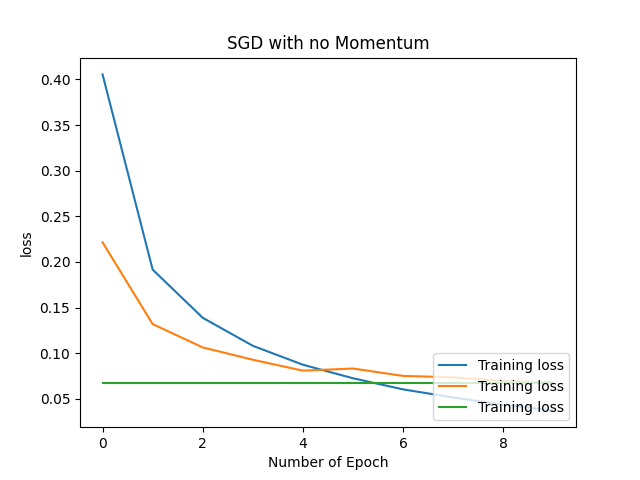 SGD with no Momentum
loss
0.40
0.35
0.30
0.25
0.20
0.15
0.10
0.05
Training loss
Training loss
Training loss
0 2 4 6 8
Number of Epoch